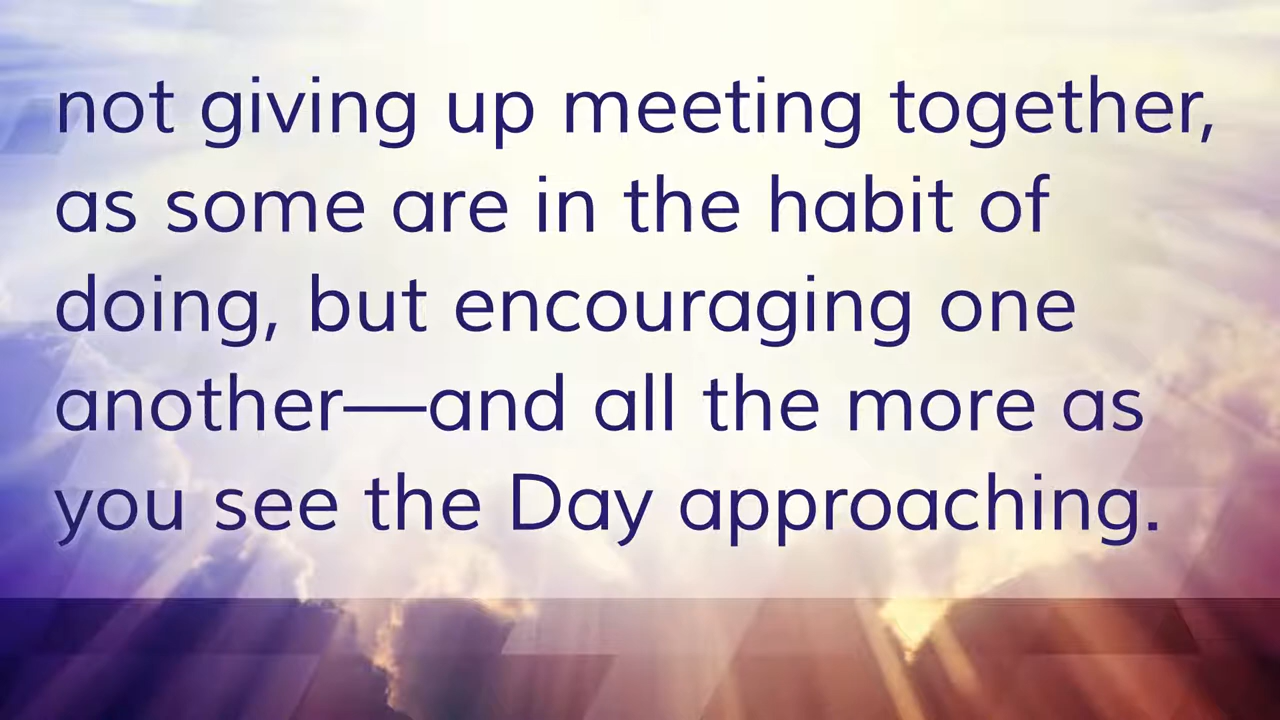 not giving up meeting together,
as some are in the habit of
doing, but encouraging one
another—and all the more as
you see the Day approaching.